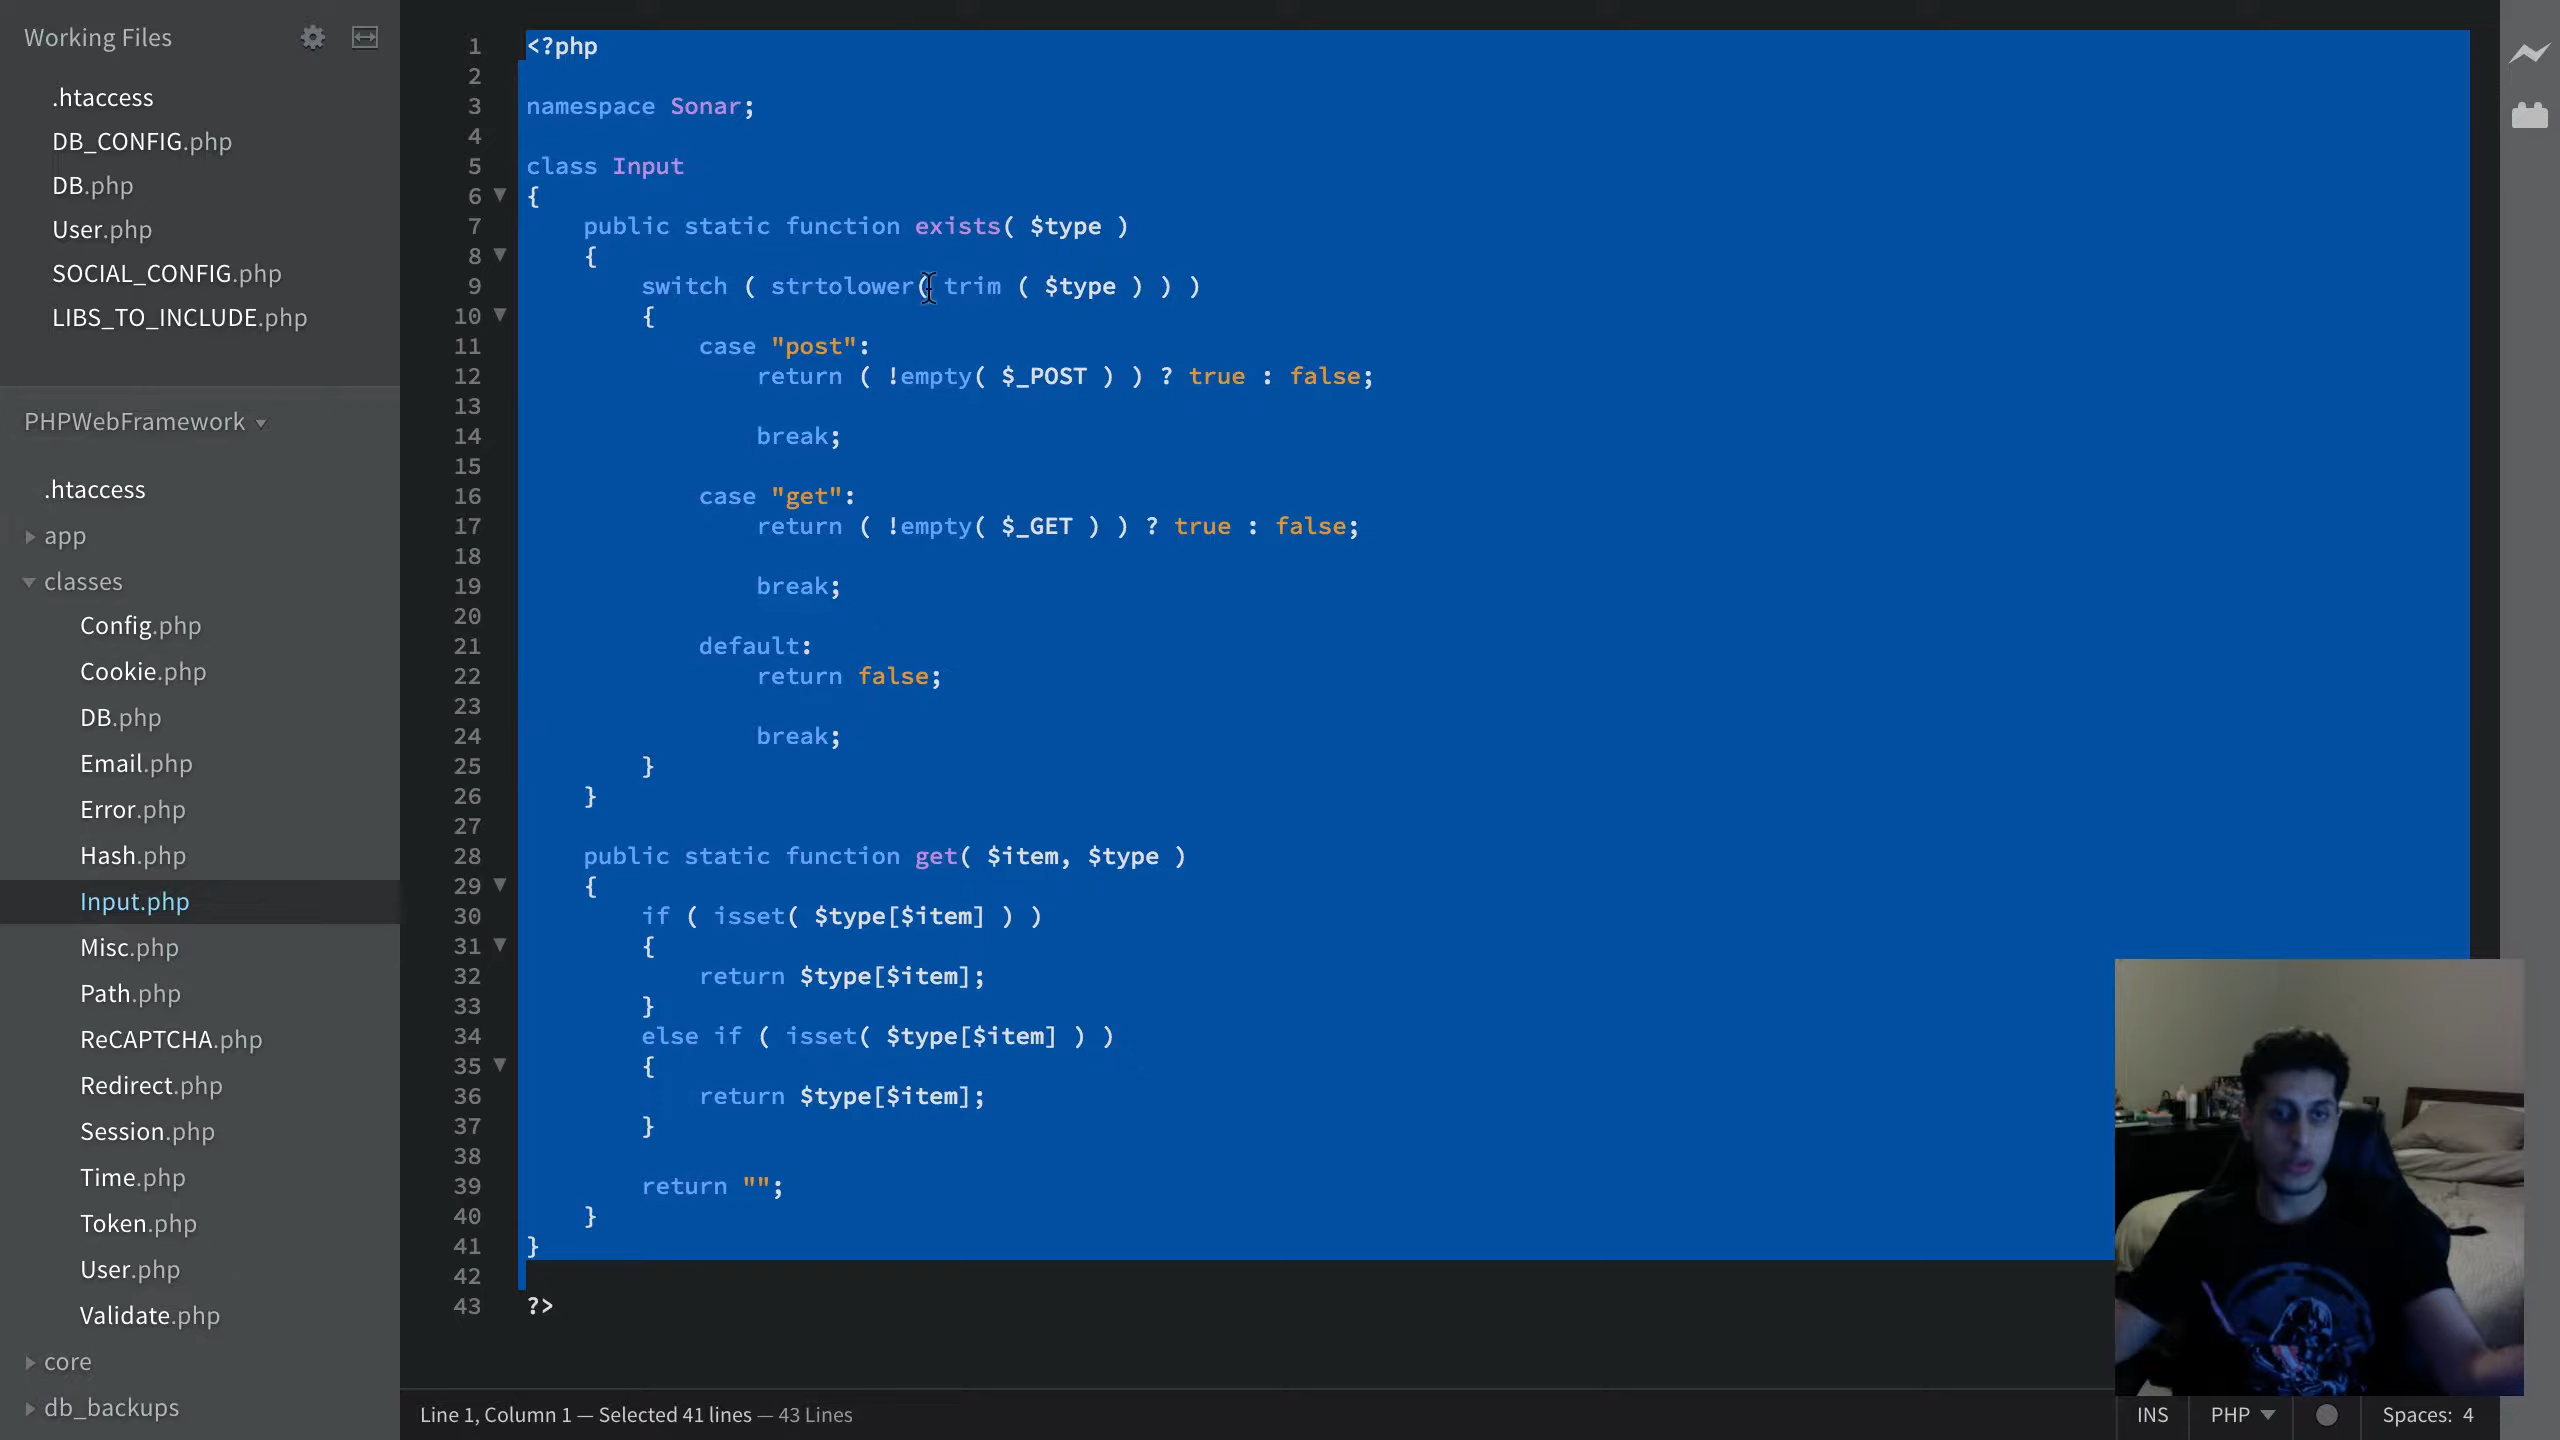 Working Files
.htaccess
DB_CONFIG.php
DB.php
User.php
SOCIAL_CONFIG.php
LIBS_TO_INCLUDE.php
PHPWebFramework
.htaccess
app
classes
Config.php
Cookie.php
DB.php
Email.php
Error.php
Hash.php
Input.php
Misc.php
Path.php
ReCAPTCHA.php
Redirect.php
Session.php
Time.php
Token.php
User.php
Validate.php
core
db_backups
1 <?php
2
3 namespace Sonar;
4
5 class Input
6 {
7     public static function exists( $type )
8     {
9         switch ( strtolower( trim ( $type ) ) )
10         {
11             case "post":
12                 return ( !empty( $_POST ) ) ? true : false;
13
14                 break;
15
16             case "get":
17                 return ( !empty( $_GET ) ) ? true : false;
18
19                 break;
20
21             default:
22                 return false;
23
24                 break;
25         }
26     }
27
28     public static function get( $item, $type )
29     {
30         if ( isset( $type[$item] ) )
31         {
32             return $type[$item];
33         }
34         else if ( isset( $type[$item] ) )
35         {
36             return $type[$item];
37         }
38
39         return "";
40     }
41 }
42
43 ?>
Line 1, Column 1 — Selected 41 lines — 43 Lines
INS PHP Spaces: 4